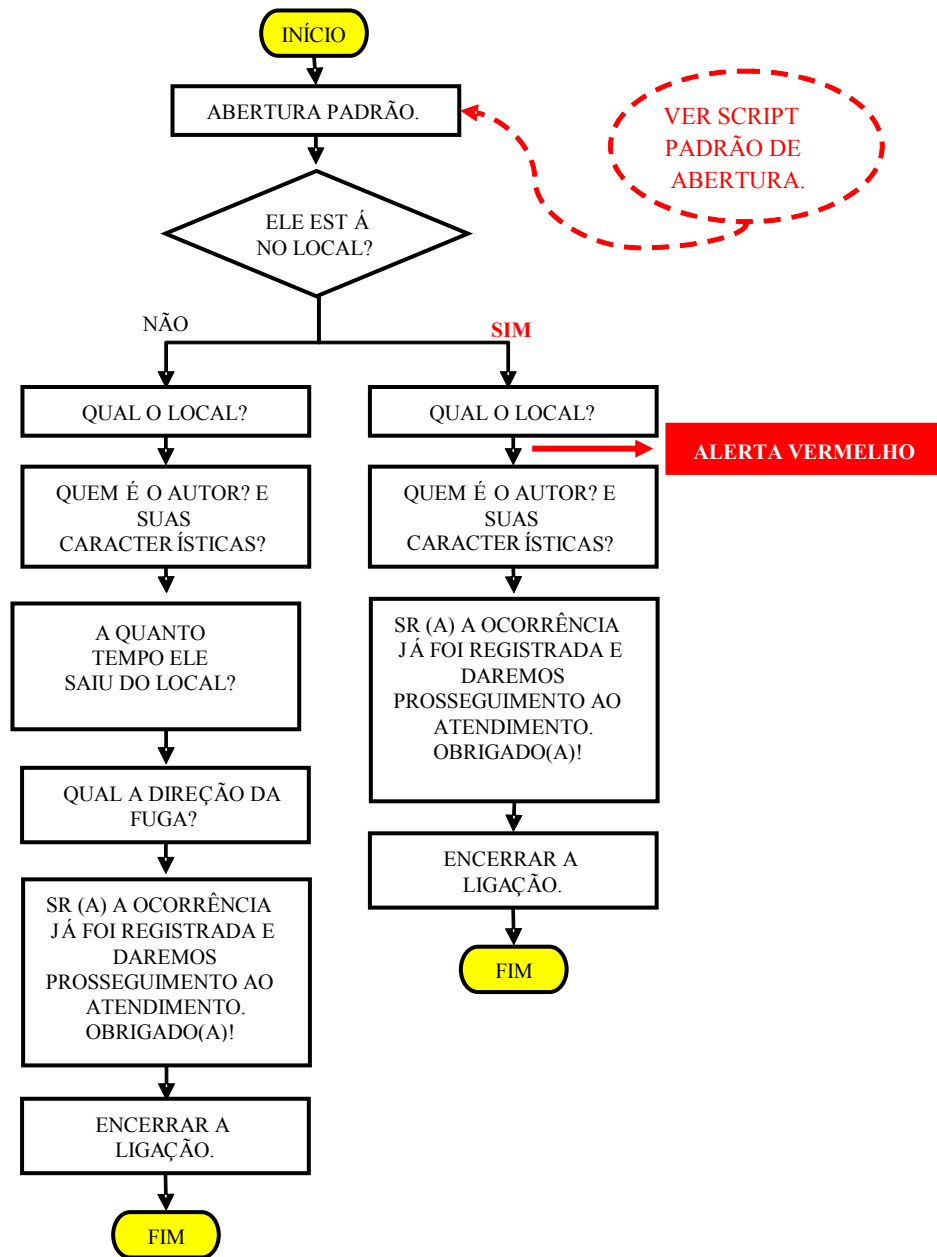 INÍCIO
ABERTURA PADRÃO.
VER SCRIPT
PADRÃO DE
ABERTURA.
ELE EST Á
NO LOCAL?
NÃO
SIM
QUAL O LOCAL?
QUEM É O AUTOR? E
SUAS
CARACTER ÍSTICAS?
A QUANTO
TEMPO ELE
SAIU DO LOCAL?
QUAL A DIREÇÃO DA
FUGA?
SR (A) A OCORRÊNCIA
JÁ FOI REGISTRADA E
DAREMOS
PROSSEGUIMENTO AO
ATENDIMENTO.
OBRIGADO(A)!
ENCERRAR A
LIGAÇÃO.
FIM
QUAL O LOCAL?
ALERTA VERMELHO
QUEM É O AUTOR? E
SUAS
CARACTER ÍSTICAS?
SR (A) A OCORRÊNCIA
JÁ FOI REGISTRADA E
DAREMOS
PROSSEGUIMENTO AO
ATENDIMENTO.
OBRIGADO(A)!
ENCERRAR A
LIGAÇÃO.
FIM